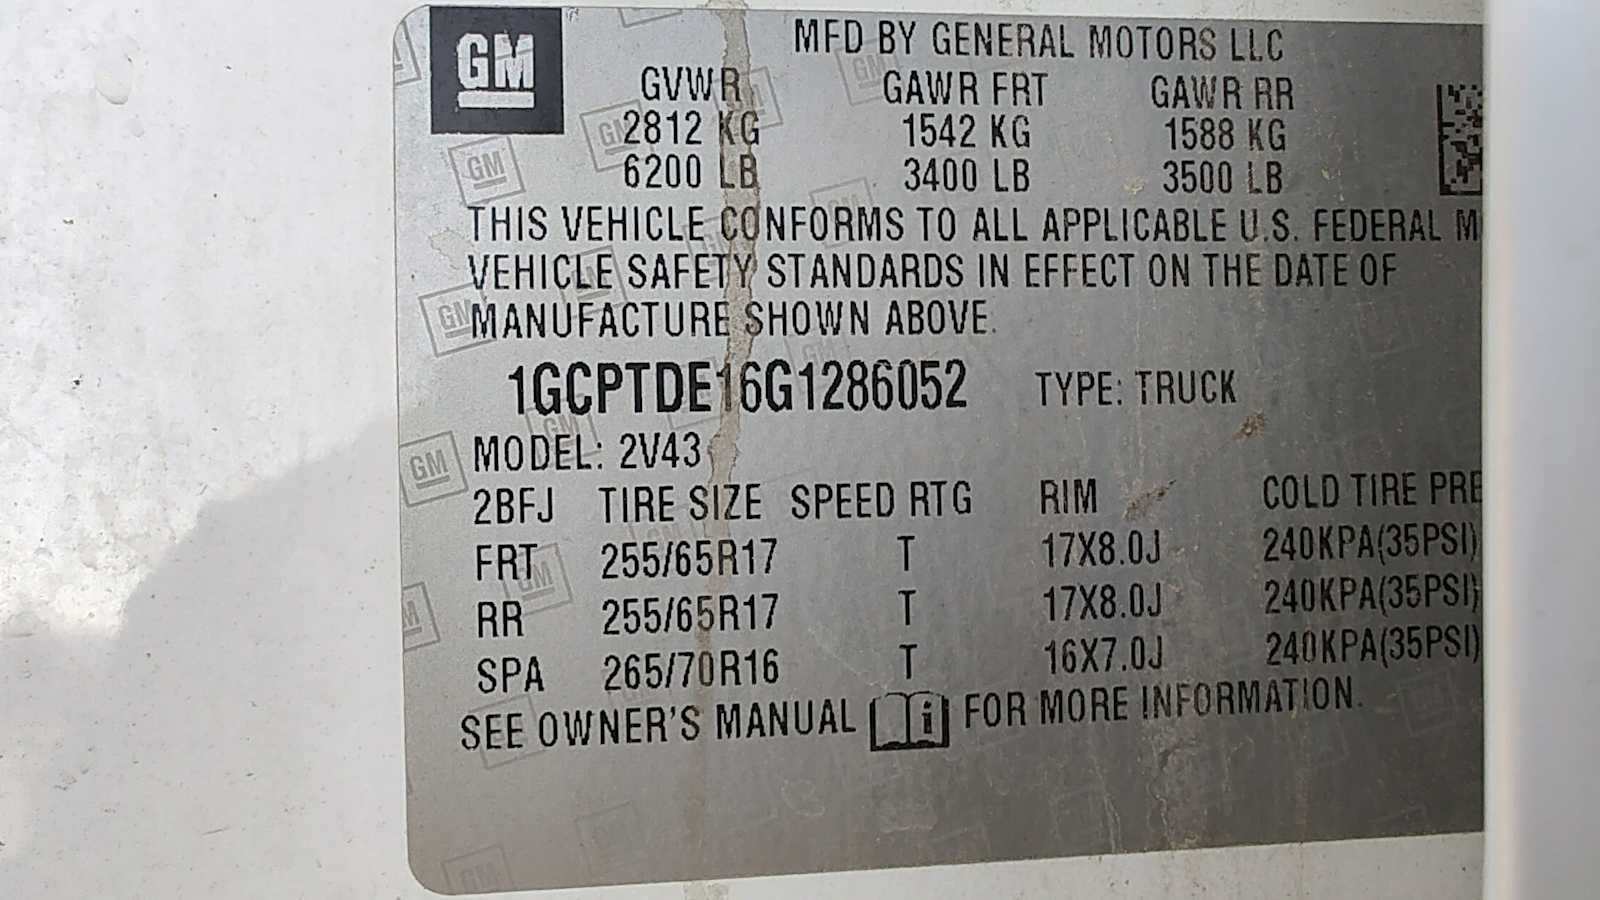 GM
MFD BY GENERAL MOTORS LLC
GVWR GAWR FRT GAWR RR
2812 KG 1542 KG 1588 KG
6200 LB 3400 LB 3500 LB
THIS VEHICLE CONFORMS TO ALL APPLICABLE U.S. FEDERAL M
VEHICLE SAFETY STANDARDS IN EFFECT ON THE DATE OF
MANUFACTURE SHOWN ABOVE.
1GCPTDE16G1286052 TYPE: TRUCK
MODEL: 2V43
2BFJ TIRE SIZE SPEED RTG RIM COLD TIRE PRE
FRT 255/65R17 T 17X8.0J 240KPA(35PSI)
RR 255/65R17 T 17X8.0J 240KPA(35PSI)
SPA 265/70R16 T 16X7.0J 240KPA(35PSI)
SEE OWNER'S MANUAL i FOR MORE INFORMATION.